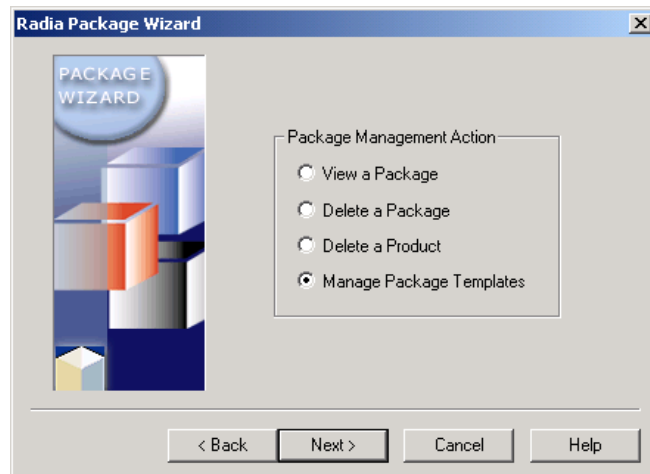 Radia Package Wizard
PACKAGE
WIZARD
Package Management Action
View a Package
Delete a Package
Delete a Product
Manage Package Templates
< Back
Next >
Cancel
Help